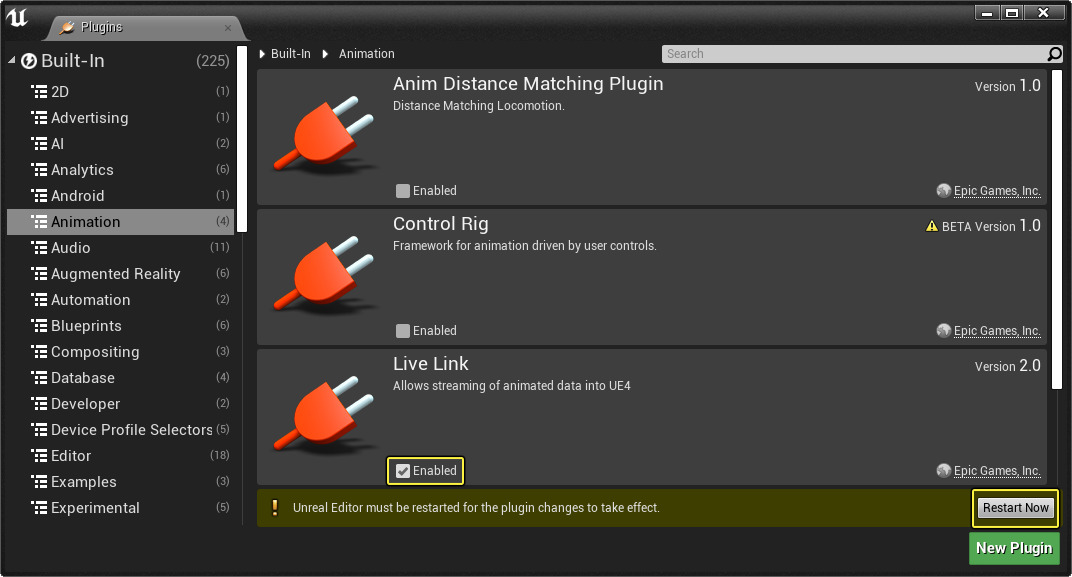 Plugins
Built-In (225)
2D (1)
Advertising (1)
AI (2)
Analytics (6)
Android (1)
Animation (4)
Audio (11)
Augmented Reality (6)
Automation (2)
Blueprints (6)
Compositing (3)
Database (4)
Developer (2)
Device Profile Selectors (5)
Editor (18)
Examples (3)
Experimental (5)
Built-In Animation
Search
Anim Distance Matching Plugin
Version 1.0
Distance Matching Locomotion.
Enabled
Epic Games, Inc.
Control Rig
BETA Version 1.0
Framework for animation driven by user controls.
Enabled
Epic Games, Inc.
Live Link
Version 2.0
Allows streaming of animated data into UE4
Enabled
Epic Games, Inc.
Unreal Editor must be restarted for the plugin changes to take effect.
Restart Now
New Plugin